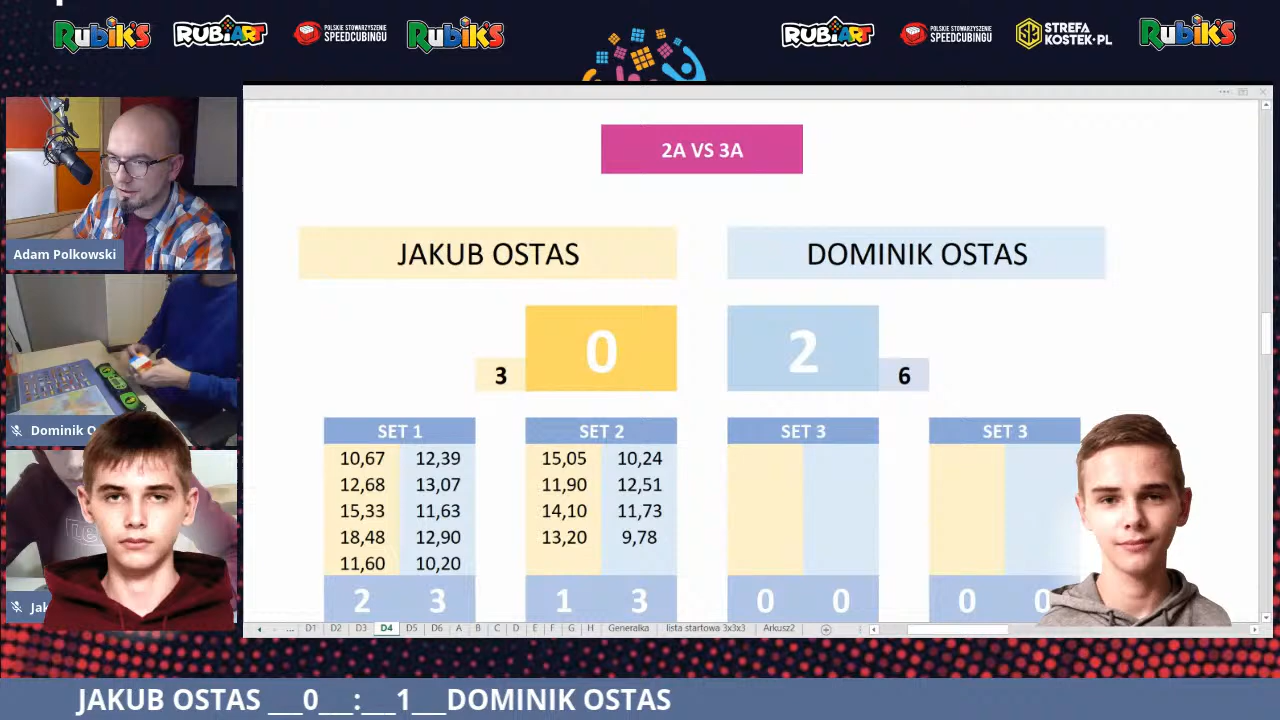 RUBIK'S RUBIART POLSKIE STOWARZYSZENIE SPEEDCUBINGU RUBIK'S RUBIART POLSKIE STOWARZYSZENIE SPEEDCUBINGU STREFA KOSTEK.PL RUBIK'S
2A VS 3A
Adam Polkowski
JAKUB OSTAS DOMINIK OSTAS
0 2
3 6
Dominik O
SET 1 SET 2 SET 3 SET 3
10,67 12,39 15,05 10,24
12,68 13,07 11,90 12,51
15,33 11,63 14,10 11,73
18,48 12,90 13,20 9,78
11,60 10,20
Jak
2 3 1 3 0 0 0 0
... D1 D2 D3 D4 D5 D6 A B C D E F G H Generalka lista startowa 3x3x3 Arkusz2
JAKUB OSTAS ___0___:___1___DOMINIK OSTAS